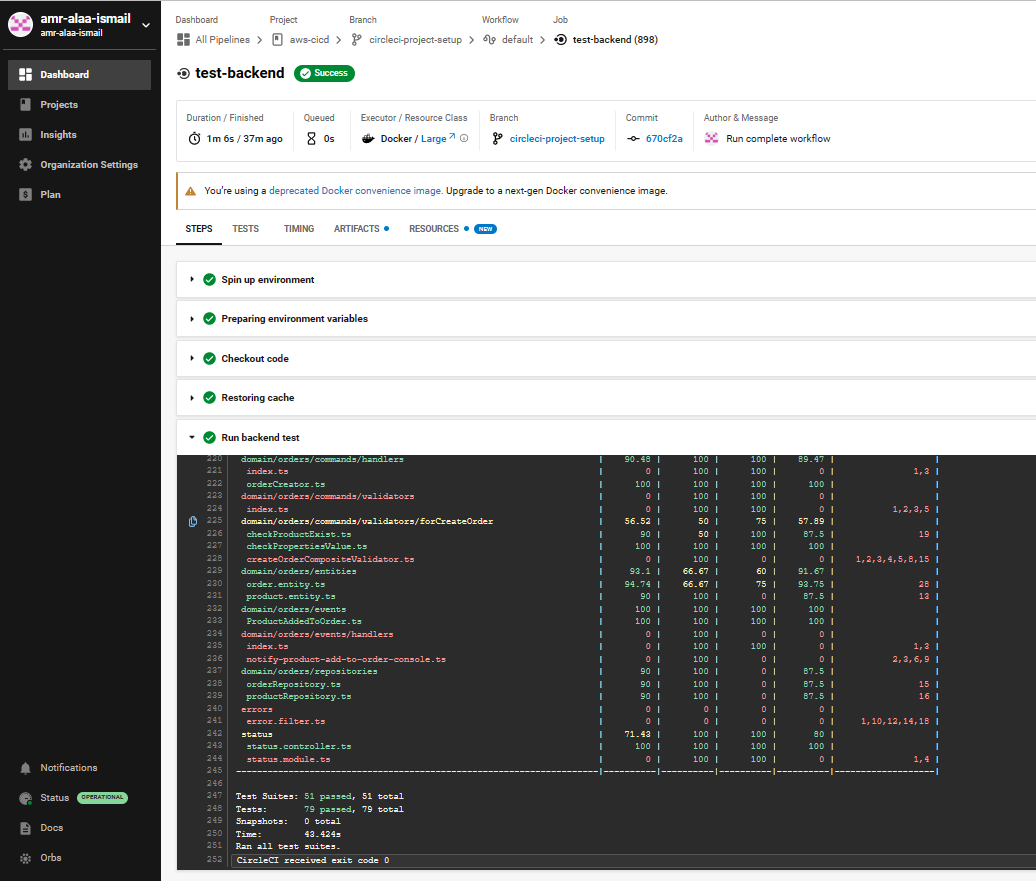 amr-alaa-ismail
amr-alaa-ismail
Dashboard
Projects
Insights
Organization Settings
Plan
Notifications
Status OPERATIONAL
Docs
Orbs
Dashboard Project Branch Workflow Job
All Pipelines aws-cicd circleci-project-setup default test-backend (898)
test-backend Success
Duration / Finished Queued Executor / Resource Class Branch Commit Author & Message
1m 6s / 37m ago 0s Docker / Large circleci-project-setup 670cf2a Run complete workflow
You're using a deprecated Docker convenience image. Upgrade to a next-gen Docker convenience image.
STEPS TESTS TIMING ARTIFACTS RESOURCES NEW
Spin up environment
Preparing environment variables
Checkout code
Restoring cache
Run backend test
220 domain/orders/commands/handlers | 90.48 | 100 | 100 | 89.47 | |
221 index.ts | 0 | 100 | 100 | 0 | 1,3 |
222 orderCreator.ts | 100 | 100 | 100 | 100 | |
223 domain/orders/commands/validators | 0 | 100 | 100 | 0 | |
224 index.ts | 0 | 100 | 100 | 0 | 1,2,3,5 |
225 domain/orders/commands/validators/forCreateOrder | 56.52 | 50 | 75 | 57.89 | |
226 checkProductExist.ts | 90 | 50 | 100 | 87.5 | 19 |
227 checkPropertiesValue.ts | 100 | 100 | 100 | 100 | |
228 createOrderCompositeValidator.ts | 0 | 100 | 0 | 0 | 1,2,3,4,5,8,15 |
229 domain/orders/entities | 93.1 | 66.67 | 60 | 91.67 | |
230 order.entity.ts | 94.74 | 66.67 | 75 | 93.75 | 28 |
231 product.entity.ts | 90 | 100 | 0 | 87.5 | 13 |
232 domain/orders/events | 100 | 100 | 100 | 100 | |
233 ProductAddedToOrder.ts | 100 | 100 | 100 | 100 | |
234 domain/orders/events/handlers | 0 | 100 | 0 | 0 | |
235 index.ts | 0 | 100 | 100 | 0 | 1,3 |
236 notify-product-add-to-order-console.ts | 0 | 100 | 0 | 0 | 2,3,6,9 |
237 domain/orders/repositories | 90 | 100 | 0 | 87.5 | |
238 orderRepository.ts | 90 | 100 | 0 | 87.5 | 15 |
239 productRepository.ts | 90 | 100 | 0 | 87.5 | 16 |
240 errors | 0 | 0 | 0 | 0 | |
241 error.filter.ts | 0 | 0 | 0 | 0 | 1,10,12,14,18 |
242 status | 71.43 | 100 | 100 | 80 | |
243 status.controller.ts | 100 | 100 | 100 | 100 | |
244 status.module.ts | 0 | 100 | 100 | 0 | 1,4 |
245 ---------------------------------------------------------------------|----------|----------|----------|----------|-------------------|
246
247 Test Suites: 51 passed, 51 total
248 Tests: 79 passed, 79 total
249 Snapshots: 0 total
250 Time: 43.424s
251 Ran all test suites.
252 CircleCI received exit code 0